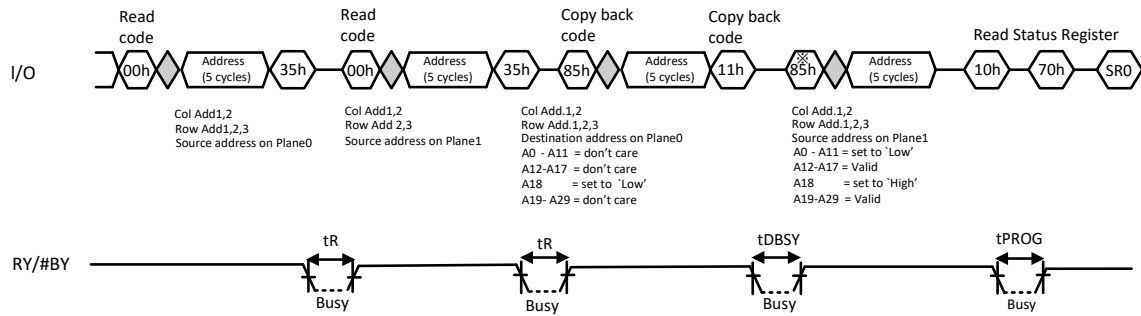 Read
code
Read
code
Copy back
code
Copy back
code
Read Status Register
I/O
00h
Address
(5 cycles)
35h
00h
Address
(5 cycles)
35h
85h
Address
(5 cycles)
11h
※
85h
Address
(5 cycles)
10h
70h
SR0
Col Add1,2
Row Add1,2,3
Source address on Plane0
Col Add1,2
Row Add 2,3
Source address on Plane1
Col Add.1,2
Row Add.1,2,3
Destination address on Plane0
A0 - A11 = don't care
A12-A17 = don't care
A18 = set to `Low'
A19- A29 = don't care
Col Add.1,2
Row Add.1,2,3
Source address on Plane1
A0 - A11 = set to `Low'
A12-A17 = Valid
A18 = set to `High'
A19- A29 = Valid
RY/#BY
tR
tR
tDBSY
tPROG
Busy
Busy
Busy
Busy